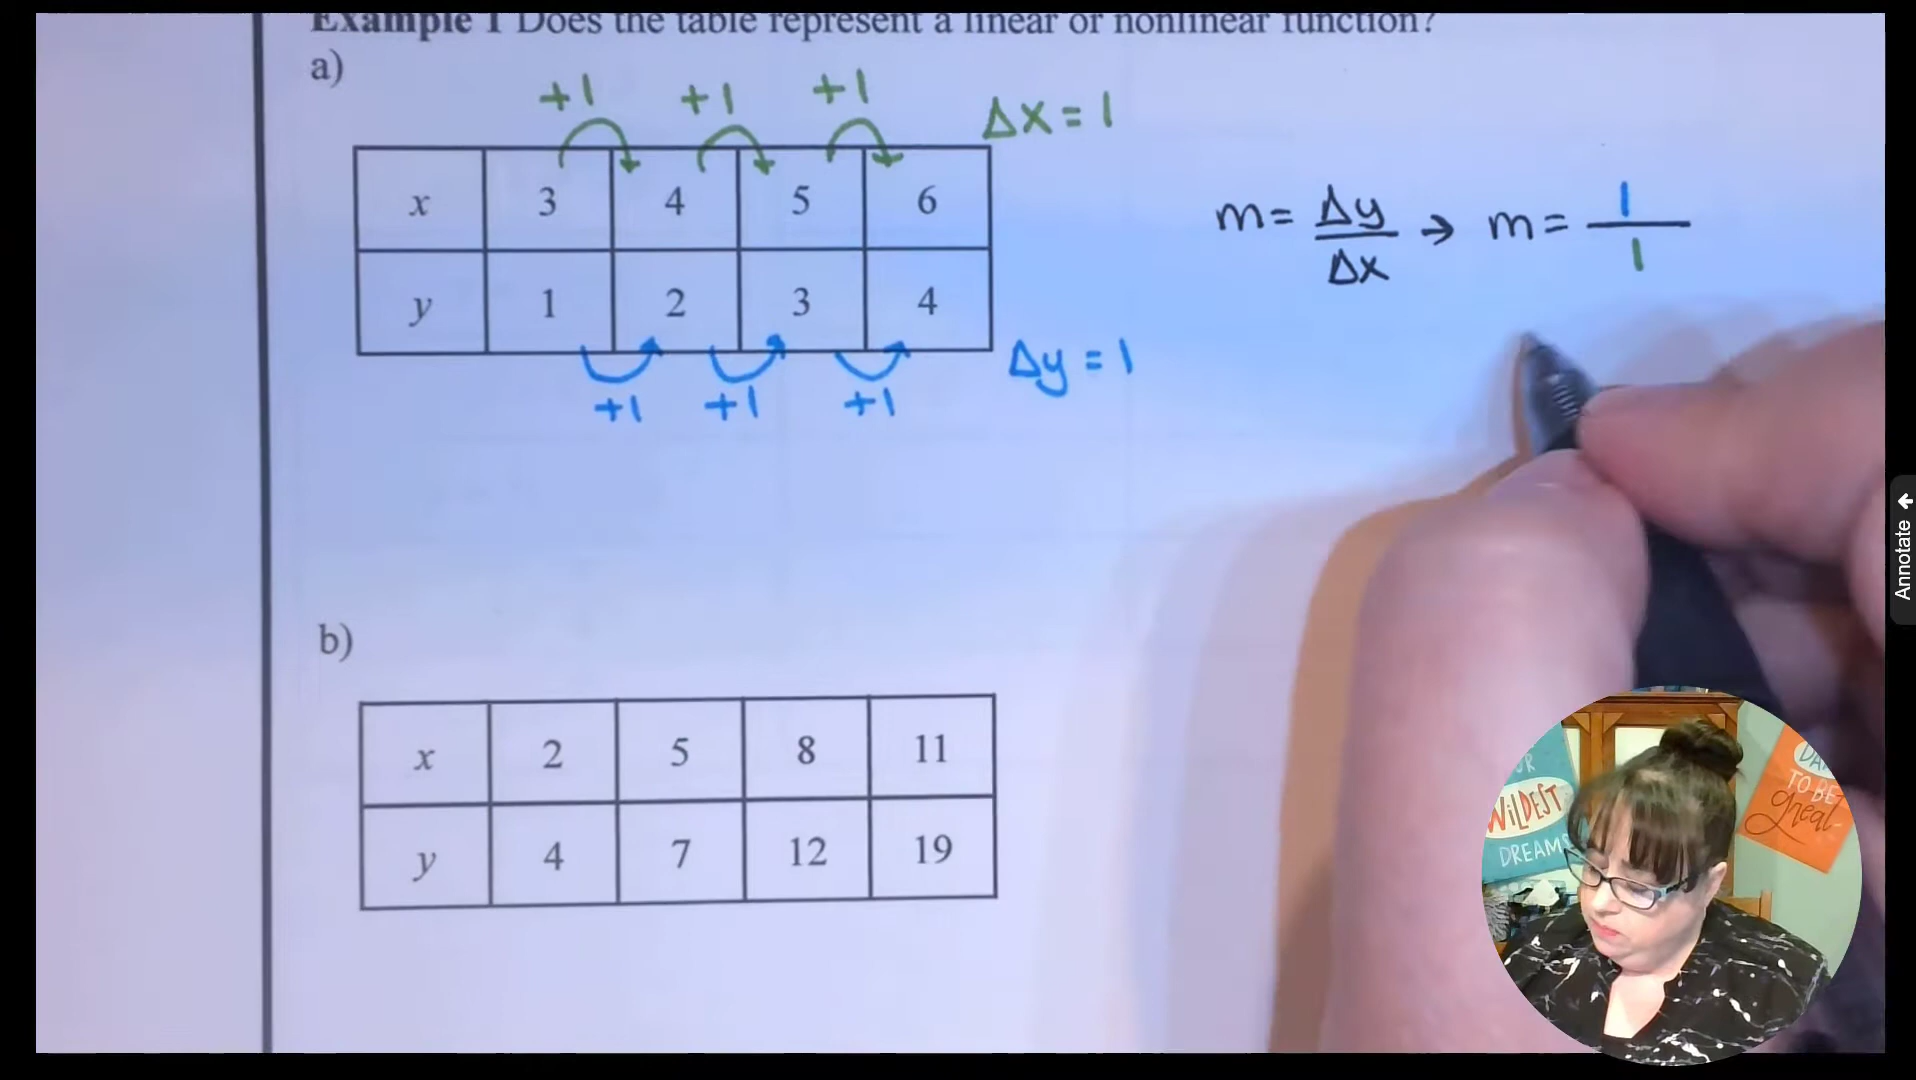 Example 1 Does the table represent a linear or nonlinear function?
a)
+1 +1 +1 Δx = 1
x 3 4 5 6
y 1 2 3 4
+1 +1 +1 Δy = 1
m = Δy/Δx → m = 1/1
b)
x 2 5 8 11
y 4 7 12 19
Annotate
WILDEST
DREAMS
TO BE
great